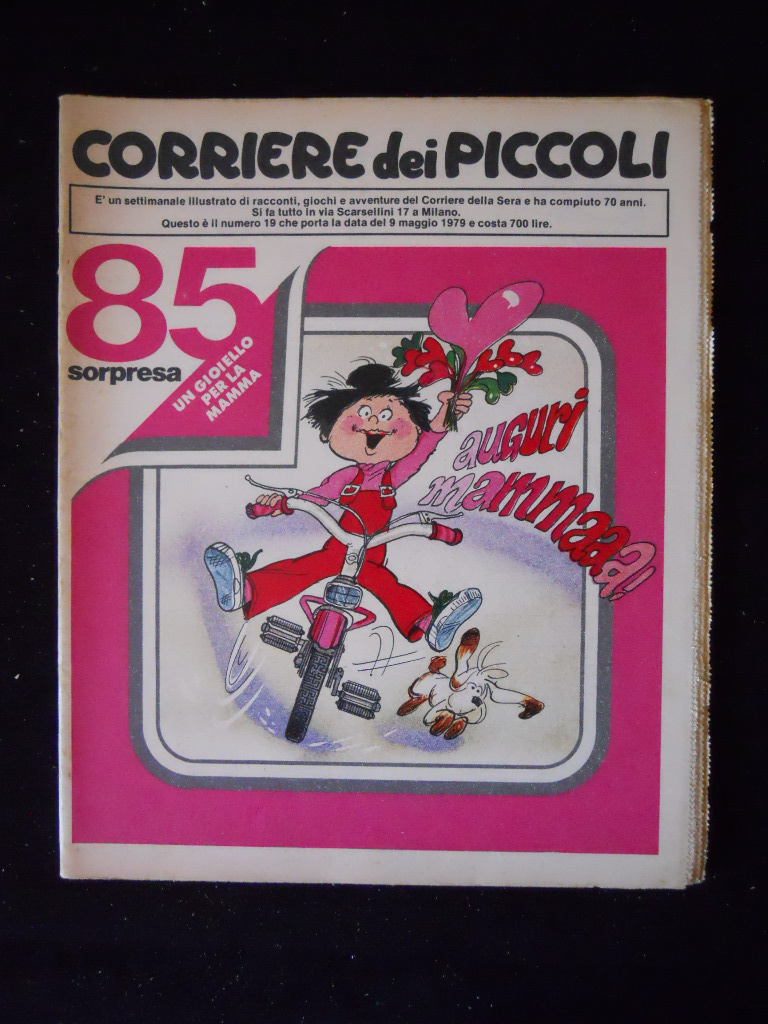 CORRIERE dei PICCOLI
E' un settimanale illustrato di racconti, giochi e avventure del Corriere della Sera e ha compiuto 70 anni.
Si fa tutto in via Scarsellini 17 a Milano.
Questo è il numero 19 che porta la data del 9 maggio 1979 e costa 700 lire.
85
sorpresa
UN GIOIELLO
PER LA
MAMMA
auguri
mammaaa!